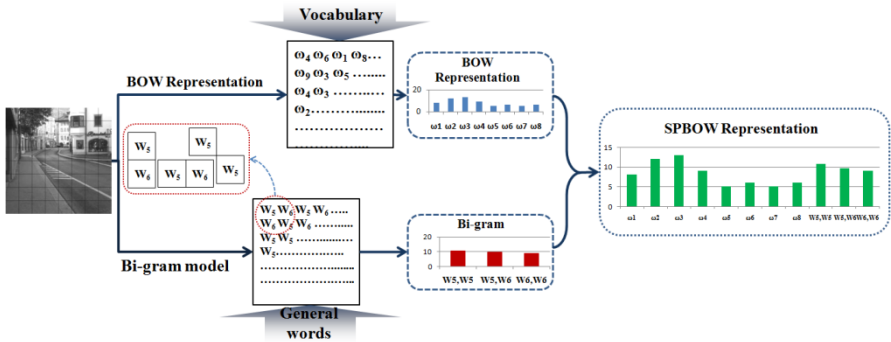 Vocabulary
BOW Representation
ω4 ω6 ω1 ω8...
ω9 ω3 ω5 ..........
ω4 ω3 ..............
ω2.....................
......................
..................
BOW
Representation
20
0
ω1 ω2 ω3 ω4 ω5 ω6 ω7 ω8
W5 W5
W6 W5 W6 W5
Bi-gram model
W5 W6 W5 W6 .....
W6 W5 W6 ...........
W5 W5 ...............
W5...................
........................
........................
General
words
Bi-gram
20
10
0
W5,W5 W5,W6 W6,W6
SPBOW Representation
15
10
5
0
ω1 ω2 ω3 ω4 ω5 ω6 ω7 ω8 W5,W5 W5,W6 W6,W6